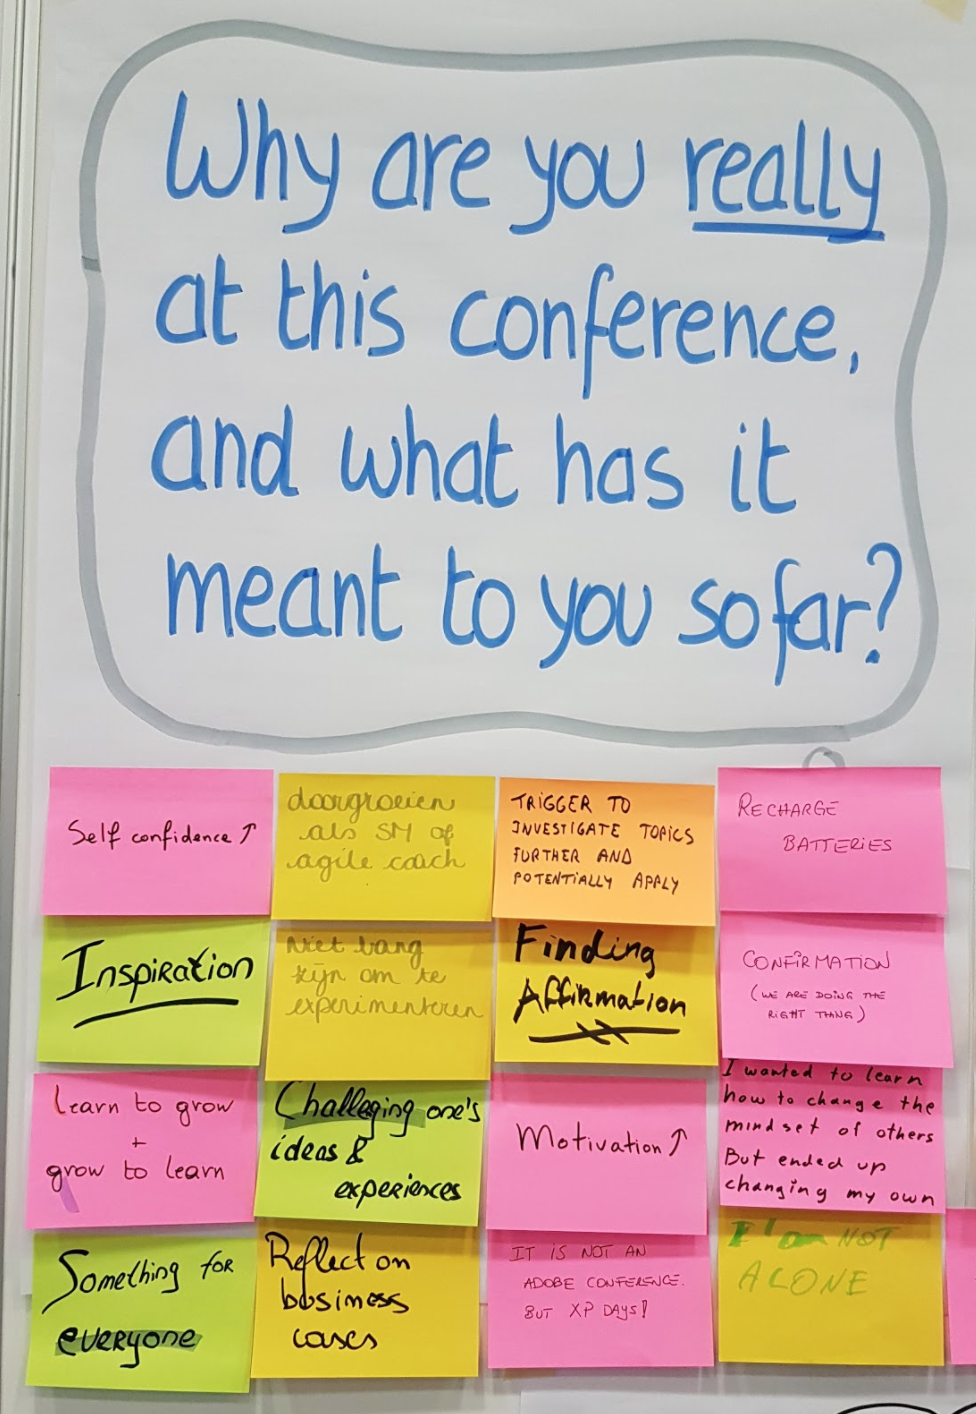 Why are you really
at this conference,
and what has it
meant to you so far?
Self confidence ↑
doorgroeien
als SM of
agile coach
TRIGGER TO
INVESTIGATE TOPICS
FURTHER AND
POTENTIALLY APPLY
RECHARGE
BATTERIES
Inspiration
Niet bang
zijn om te
experimenteren
Finding
Affirmation
CONFIRMATION
(WE ARE DOING THE
RIGHT THANG)
learn to grow
+
grow to learn
Challeging one's
ideas &
experiences
Motivation ↑
I wanted to learn
how to change the
mindset of others
But ended up
changing my own
Something for
everyone
Reflect on
business
cases
IT IS NOT AN
ADOBE CONFERENCE.
BUT XP DAYS!
I'm NOT
ALONE